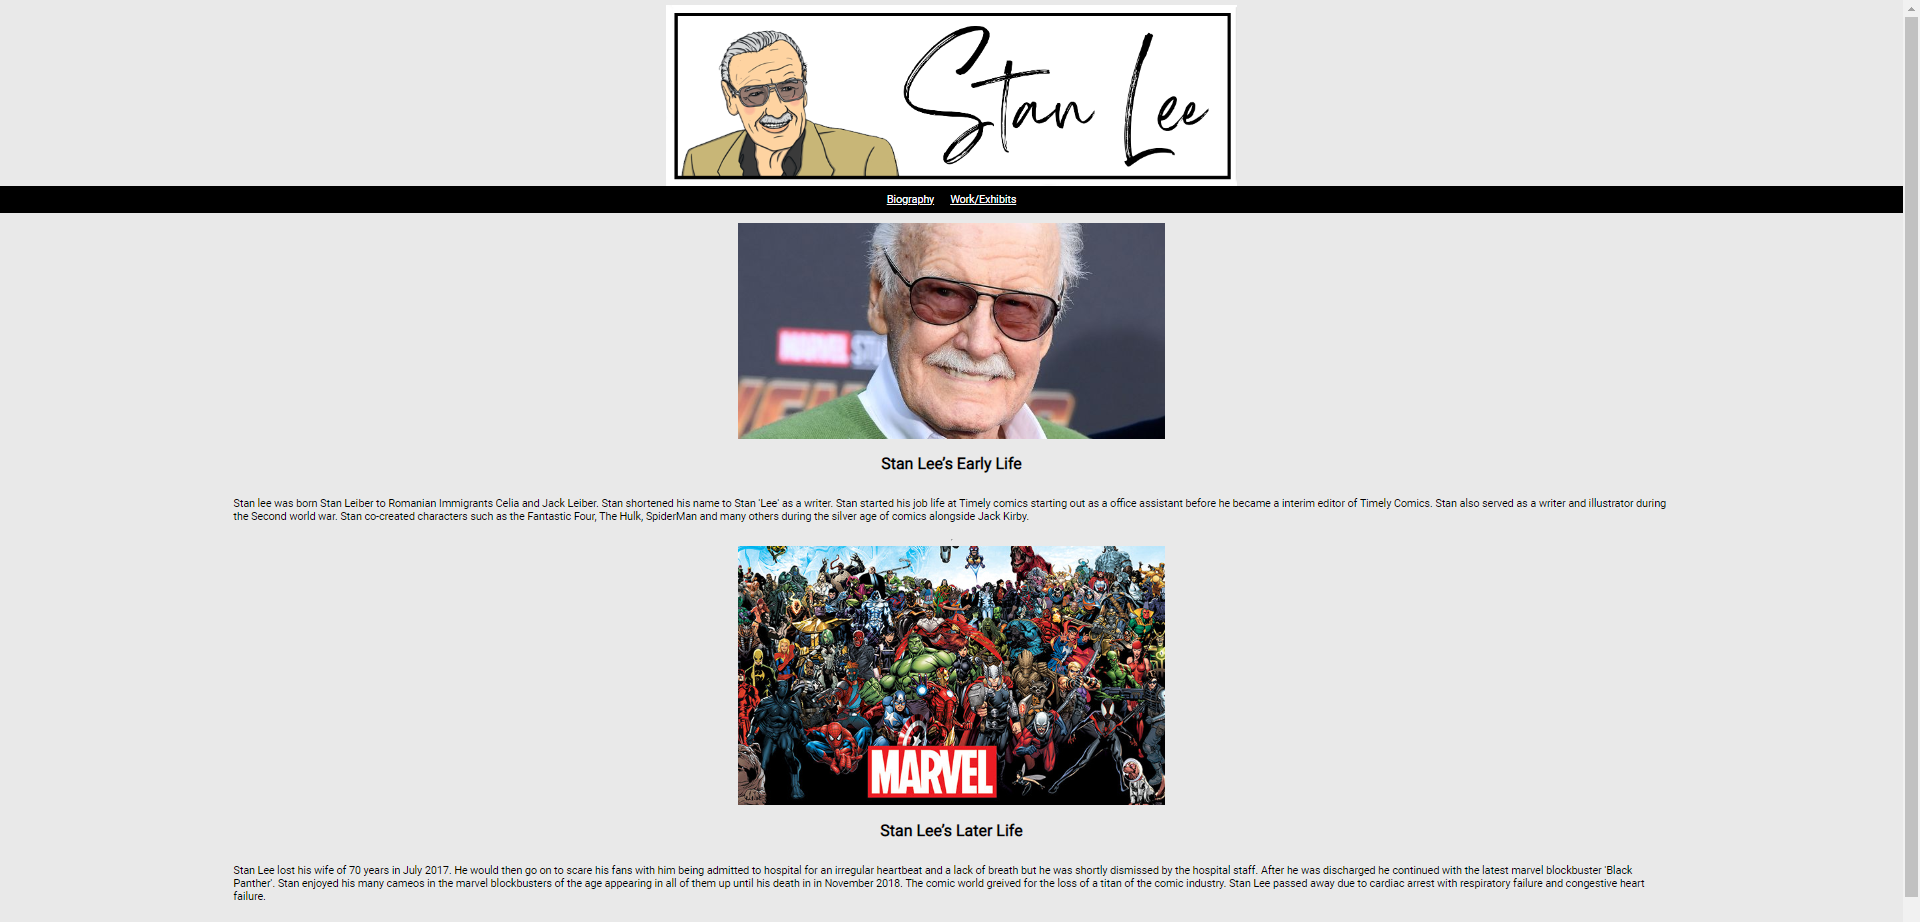 Stan Lee
Biography Work/Exhibits
MARVEL STU
Stan Lee’s Early Life
Stan lee was born Stan Leiber to Romanian Immigrants Celia and Jack Leiber. Stan shortened his name to Stan 'Lee' as a writer. Stan started his job life at Timely comics starting out as a office assistant before he became a interim editor of Timely Comics. Stan also served as a writer and illustrator during
the Second world war. Stan co-created characters such as the Fantastic Four, The Hulk, SpiderMan and many others during the silver age of comics alongside Jack Kirby.
.
MARVEL
Stan Lee’s Later Life
Stan Lee lost his wife of 70 years in July 2017. He would then go on to scare his fans with him being admitted to hospital for an irregular heartbeat and a lack of breath but he was shortly dismissed by the hospital staff. After he was discharged he continued with the latest marvel blockbuster 'Black
Panther'. Stan enjoyed his many cameos in the marvel blockbusters of the age appearing in all of them up until his death in in November 2018. The comic world greived for the loss of a titan of the comic industry. Stan Lee passed away due to cardiac arrest with respiratory failure and congestive heart
failure.